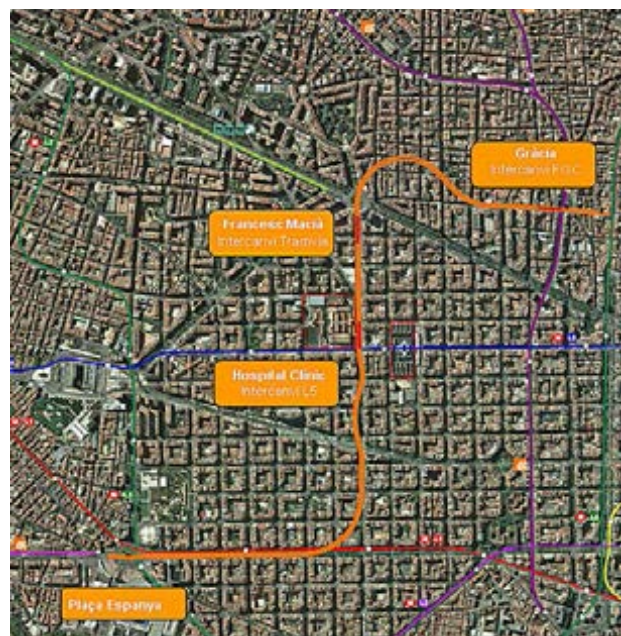 Gràcia
Intercanvi FGC
Francesc Macià
Intercanvi Tramvia
Hospital Clínic
Intercanvi L5
Plaça Espanya